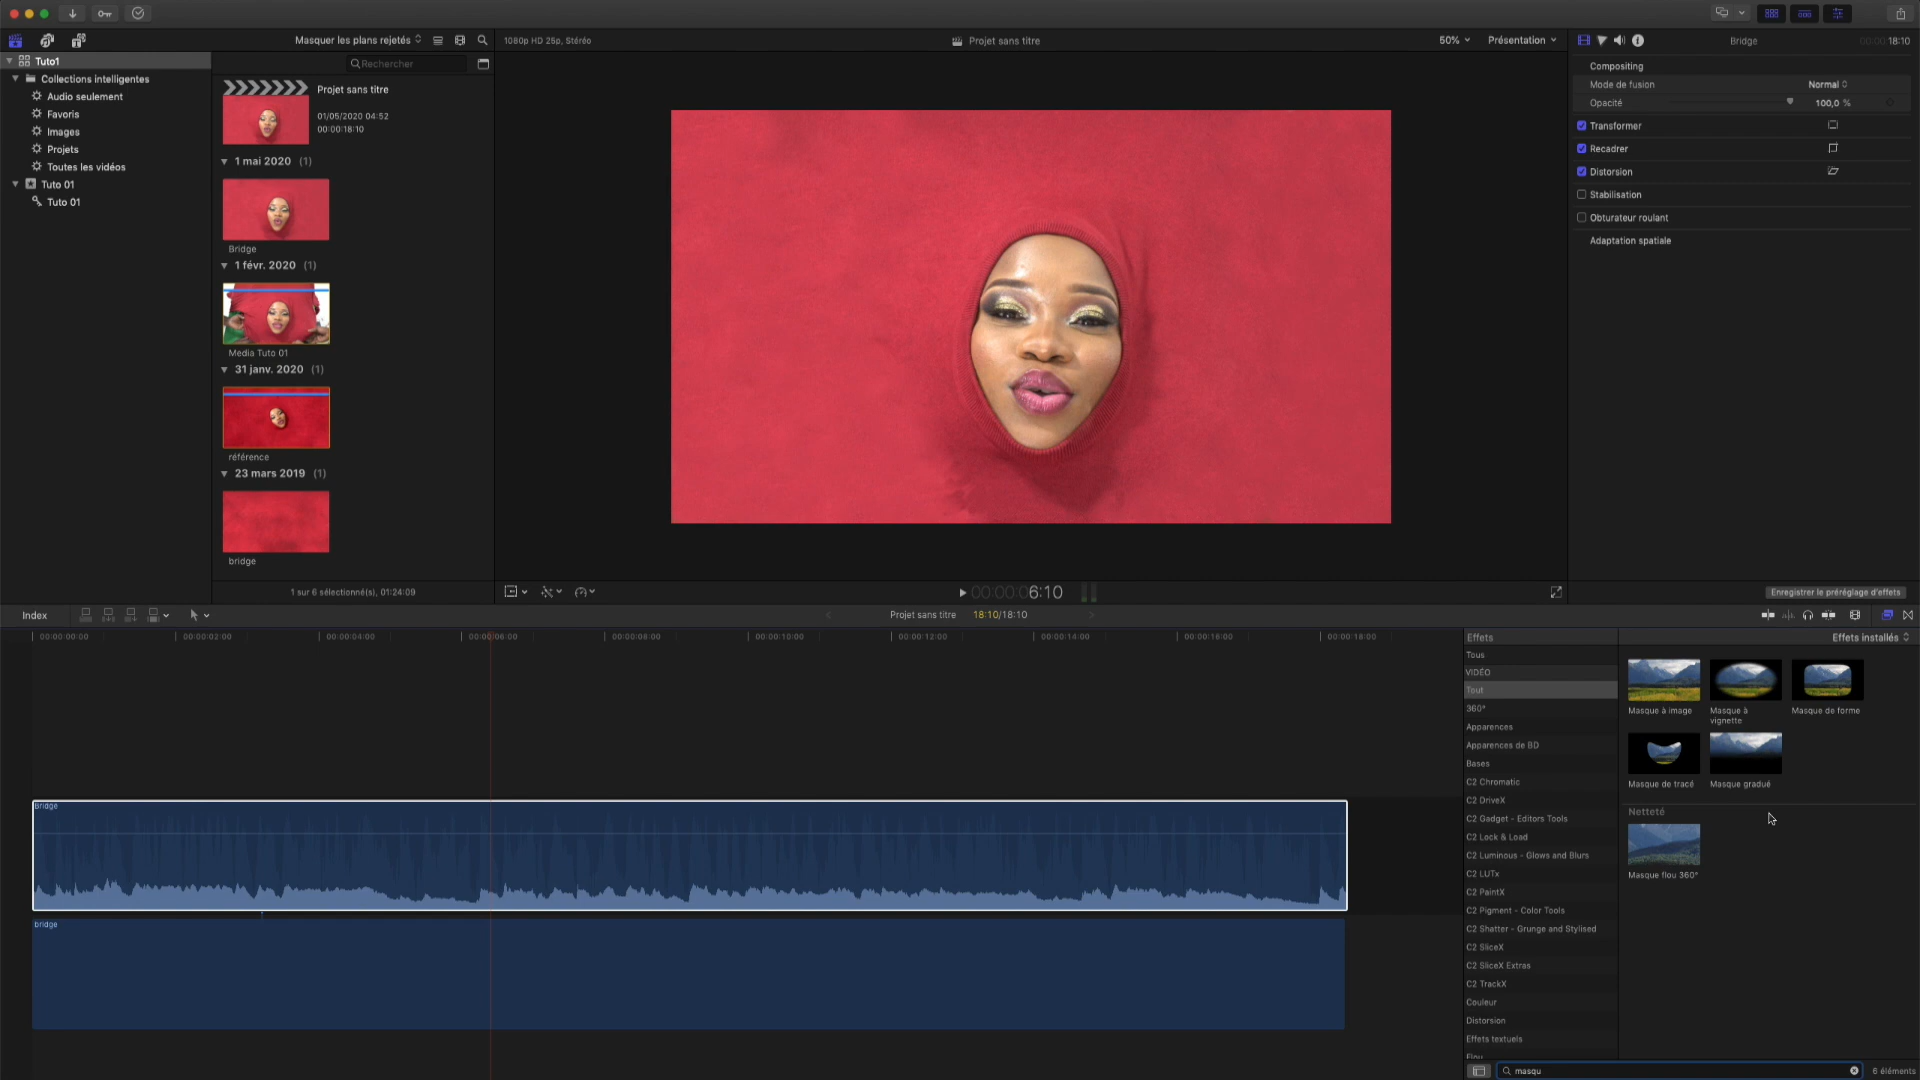 Masquer les plans rejetés
1080p HD 25p, Stéréo
Projet sans titre
50%
Présentation
Bridge
00:00:18:10
Tuto1
Collections intelligentes
Audio seulement
Favoris
Images
Projets
Toutes les vidéos
Tuto 01
Tuto 01
Rechercher
Projet sans titre
01/05/2020 04:52
00:00:18:10
1 mai 2020 (1)
Bridge
1 févr. 2020 (1)
Media Tuto 01
31 janv. 2020 (1)
référence
23 mars 2019 (1)
bridge
1 sur 6 sélectionné(s), 01:24:09
00:00:06:10
Compositing
Mode de fusion
Normal
Opacité
100,0 %
Transformer
Recadrer
Distorsion
Stabilisation
Obturateur roulant
Adaptation spatiale
Enregistrer le préréglage d'effets
Index
Projet sans titre
18:10/18:10
00:00:00:00
00:00:02:00
00:00:04:00
00:00:06:00
00:00:08:00
00:00:10:00
00:00:12:00
00:00:14:00
00:00:16:00
00:00:18:00
Bridge
bridge
Effets
Effets installés
Tous
VIDÉO
Tout
360°
Apparences
Apparences de BD
Bases
C2 Chromatic
C2 DriveX
C2 Gadget - Editors Tools
C2 Lock & Load
C2 Luminous - Glows and Blurs
C2 LUTx
C2 PaintX
C2 Pigment - Color Tools
C2 Shatter - Grunge and Stylised
C2 SliceX
C2 SliceX Extras
C2 TrackX
Couleur
Distorsion
Effets textuels
Flou
Masque à image
Masque à
vignette
Masque de forme
Masque de tracé
Masque gradué
Netteté
Masque flou 360°
masqu
6 éléments